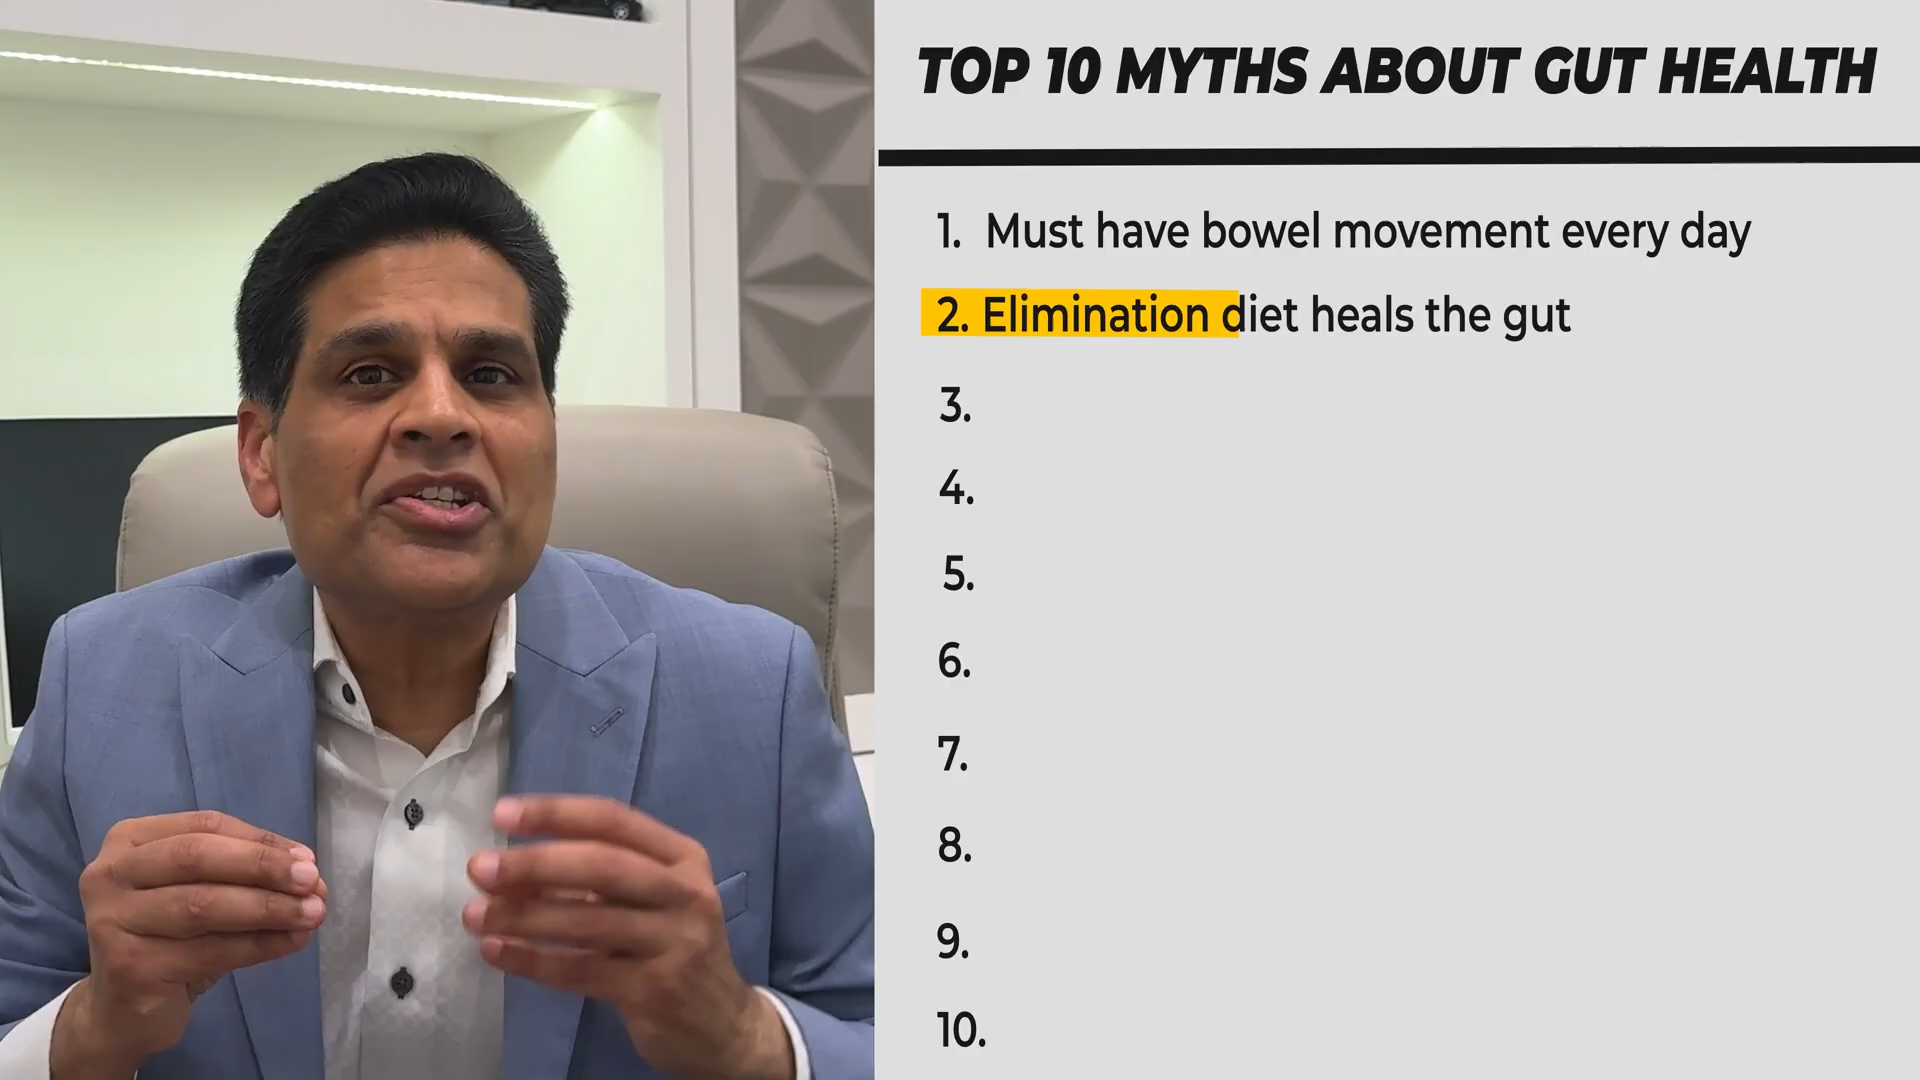 TOP 10 MYTHS ABOUT GUT HEALTH
1. Must have bowel movement every day
2. Elimination diet heals the gut
3.
4.
5.
6.
7.
8.
9.
10.